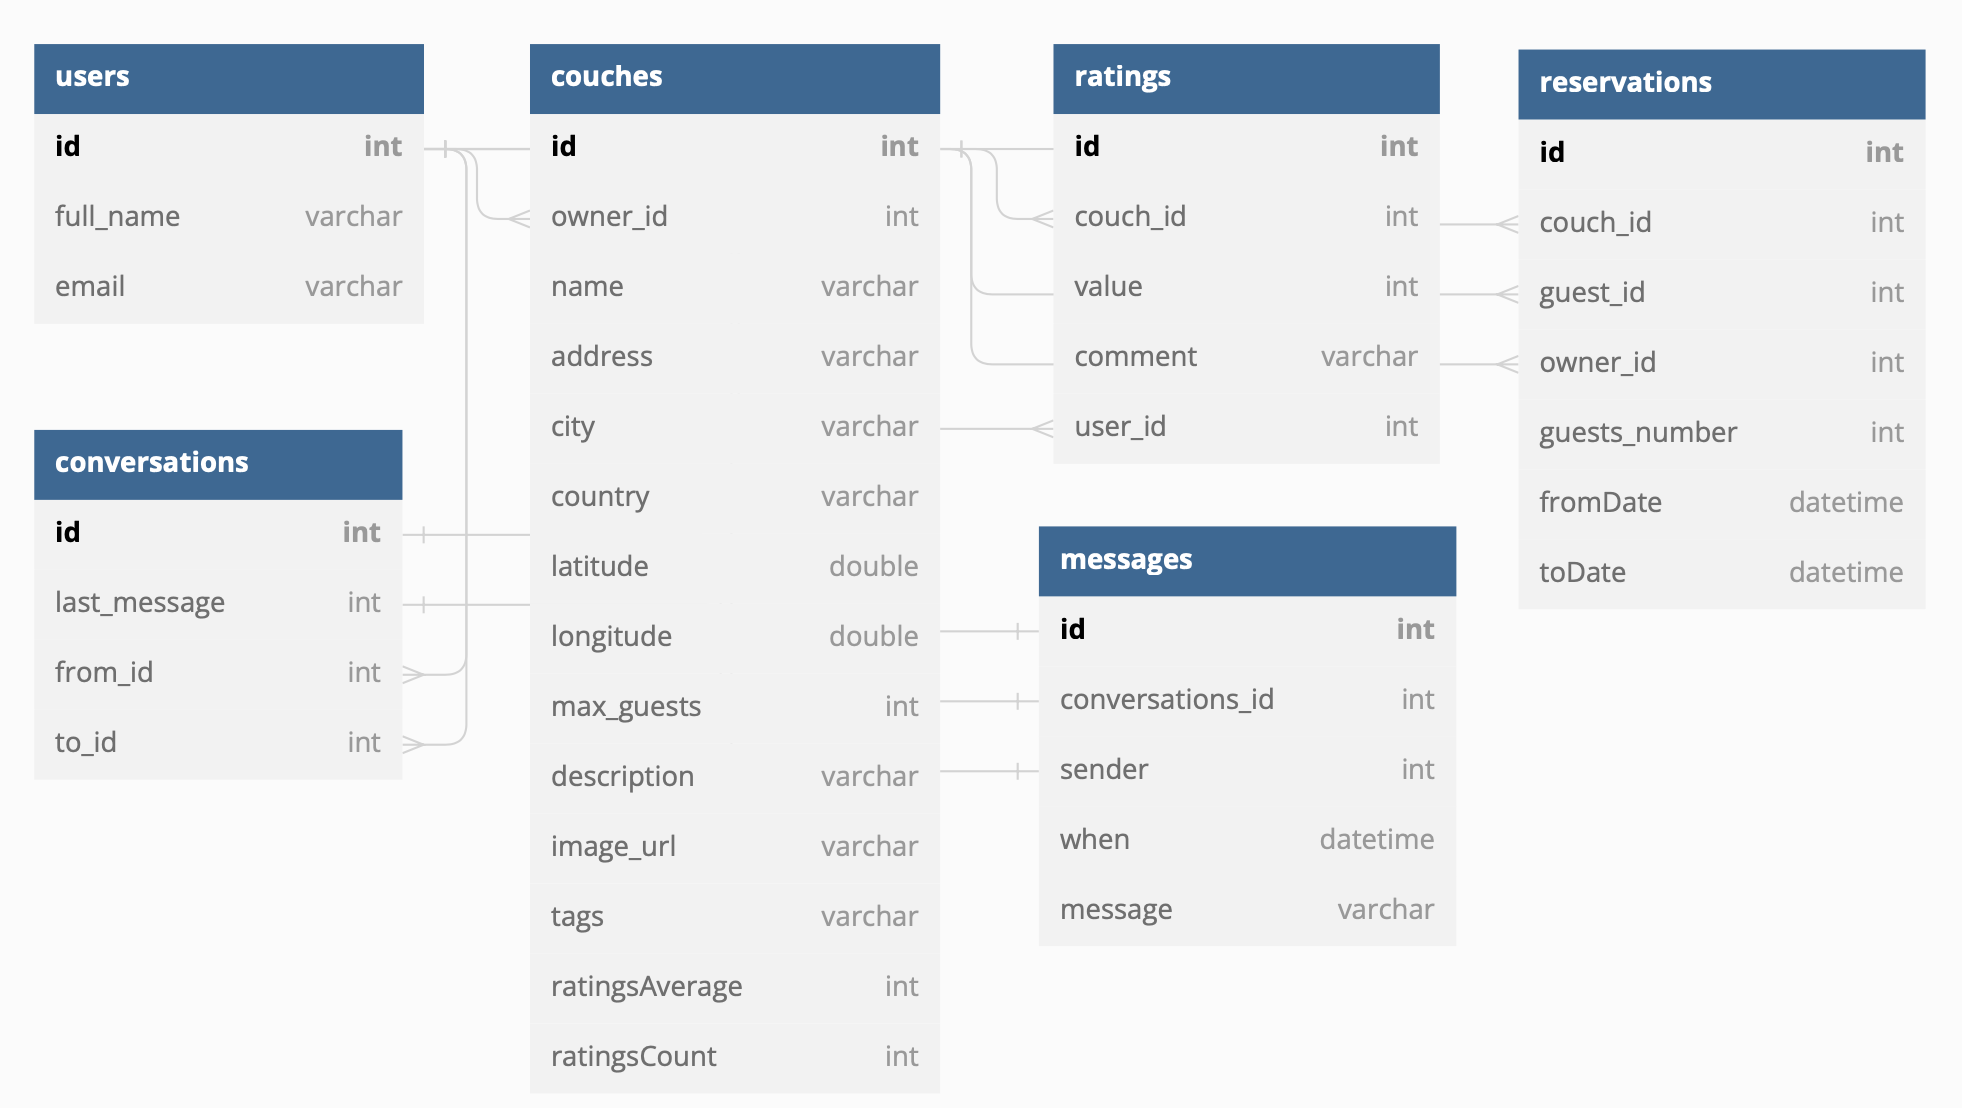 users
id int
full_name varchar
email varchar
conversations
id int
last_message int
from_id int
to_id int
couches
id int
owner_id int
name varchar
address varchar
city varchar
country varchar
latitude double
longitude double
max_guests int
description varchar
image_url varchar
tags varchar
ratingsAverage int
ratingsCount int
ratings
id int
couch_id int
value int
comment varchar
user_id int
messages
id int
conversations_id int
sender int
when datetime
message varchar
reservations
id int
couch_id int
guest_id int
owner_id int
guests_number int
fromDate datetime
toDate datetime